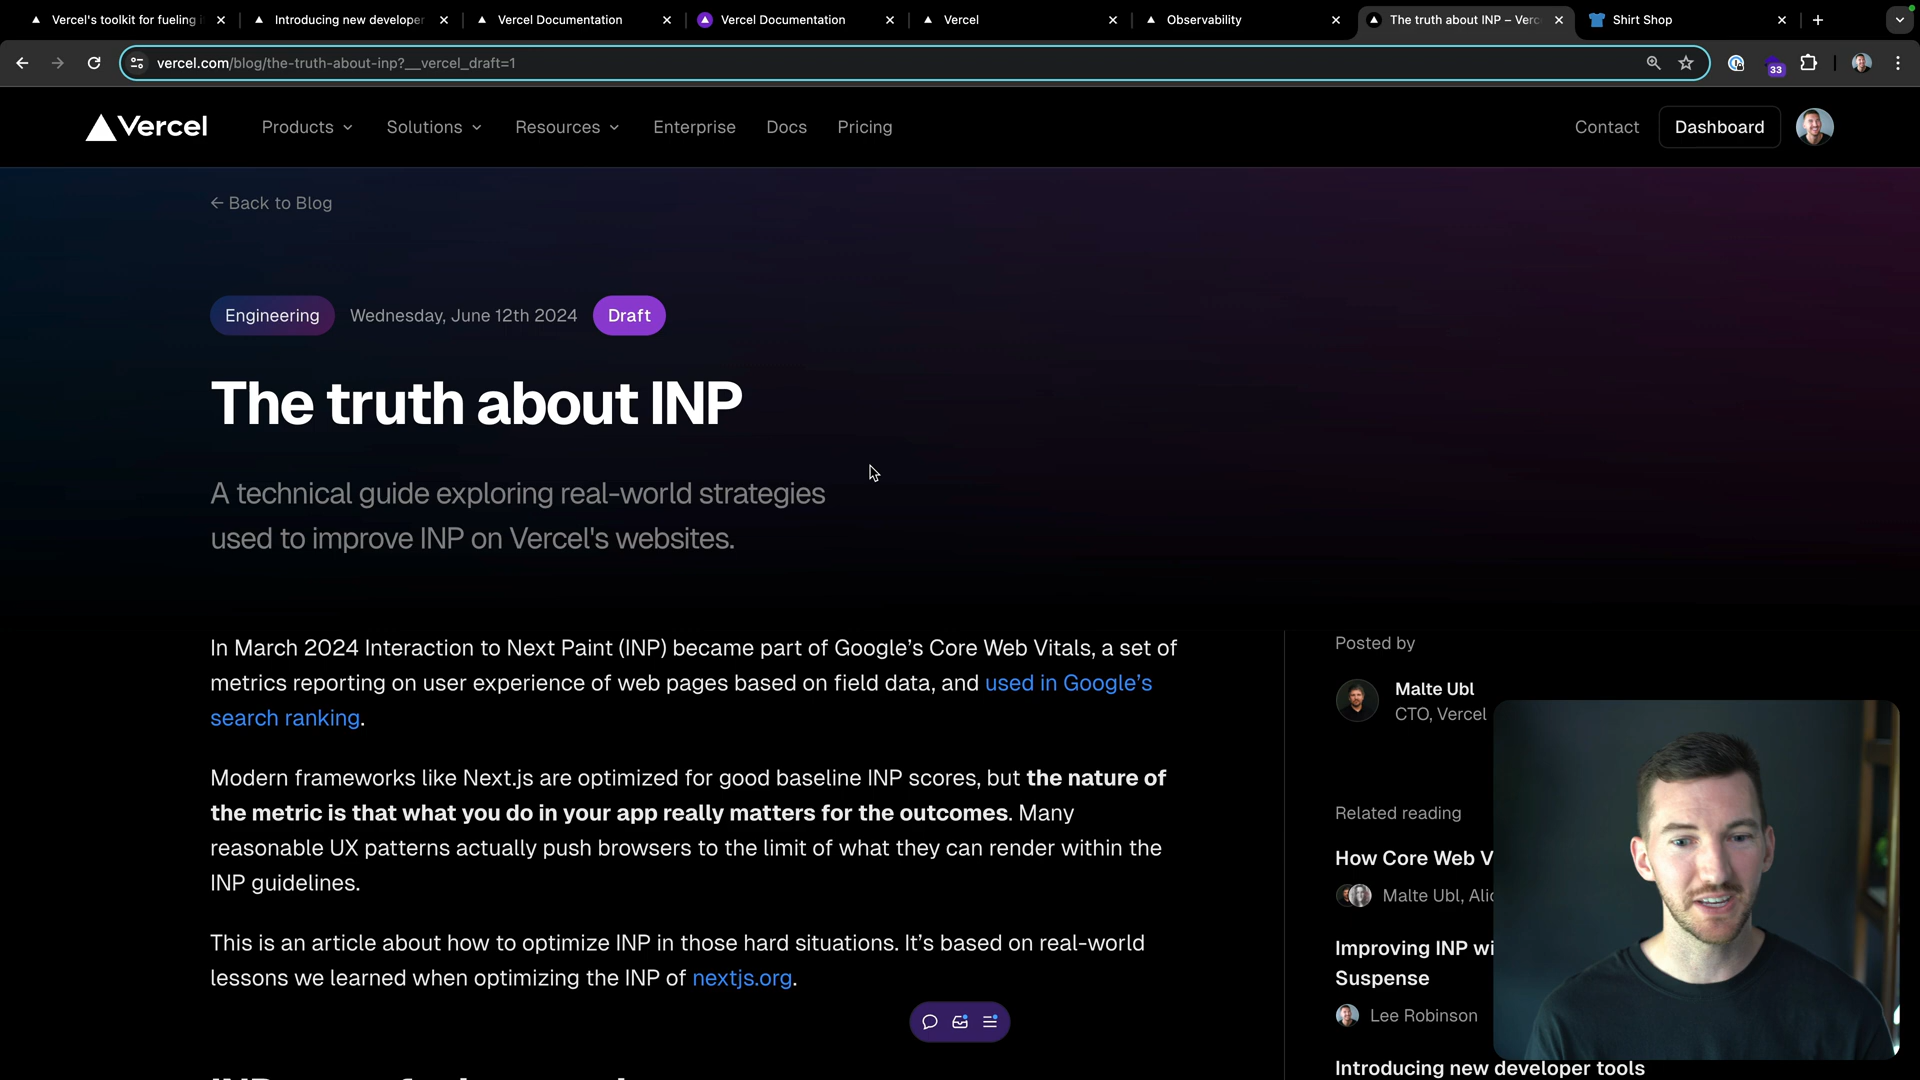 Vercel's toolkit for fueling
Introducing new developer
Vercel Documentation
Vercel Documentation
Vercel
Observability
The truth about INP – Verc
Shirt Shop
vercel.com/blog/the-truth-about-inp?__vercel_draft=1
33
Vercel
Products
Solutions
Resources
Enterprise
Docs
Pricing
Contact
Dashboard
← Back to Blog
Engineering
Wednesday, June 12th 2024
Draft
The truth about INP
A technical guide exploring real-world strategies
used to improve INP on Vercel's websites.
In March 2024 Interaction to Next Paint (INP) became part of Google’s Core Web Vitals, a set of
metrics reporting on user experience of web pages based on field data, and used in Google’s
search ranking.
Modern frameworks like Next.js are optimized for good baseline INP scores, but the nature of
the metric is that what you do in your app really matters for the outcomes. Many
reasonable UX patterns actually push browsers to the limit of what they can render within the
INP guidelines.
This is an article about how to optimize INP in those hard situations. It’s based on real-world
lessons we learned when optimizing the INP of nextjs.org.
Posted by
Malte Ubl
CTO, Vercel
Related reading
How Core Web V
Malte Ubl, Alic
Improving INP wi
Suspense
Lee Robinson
Introducing new developer tools